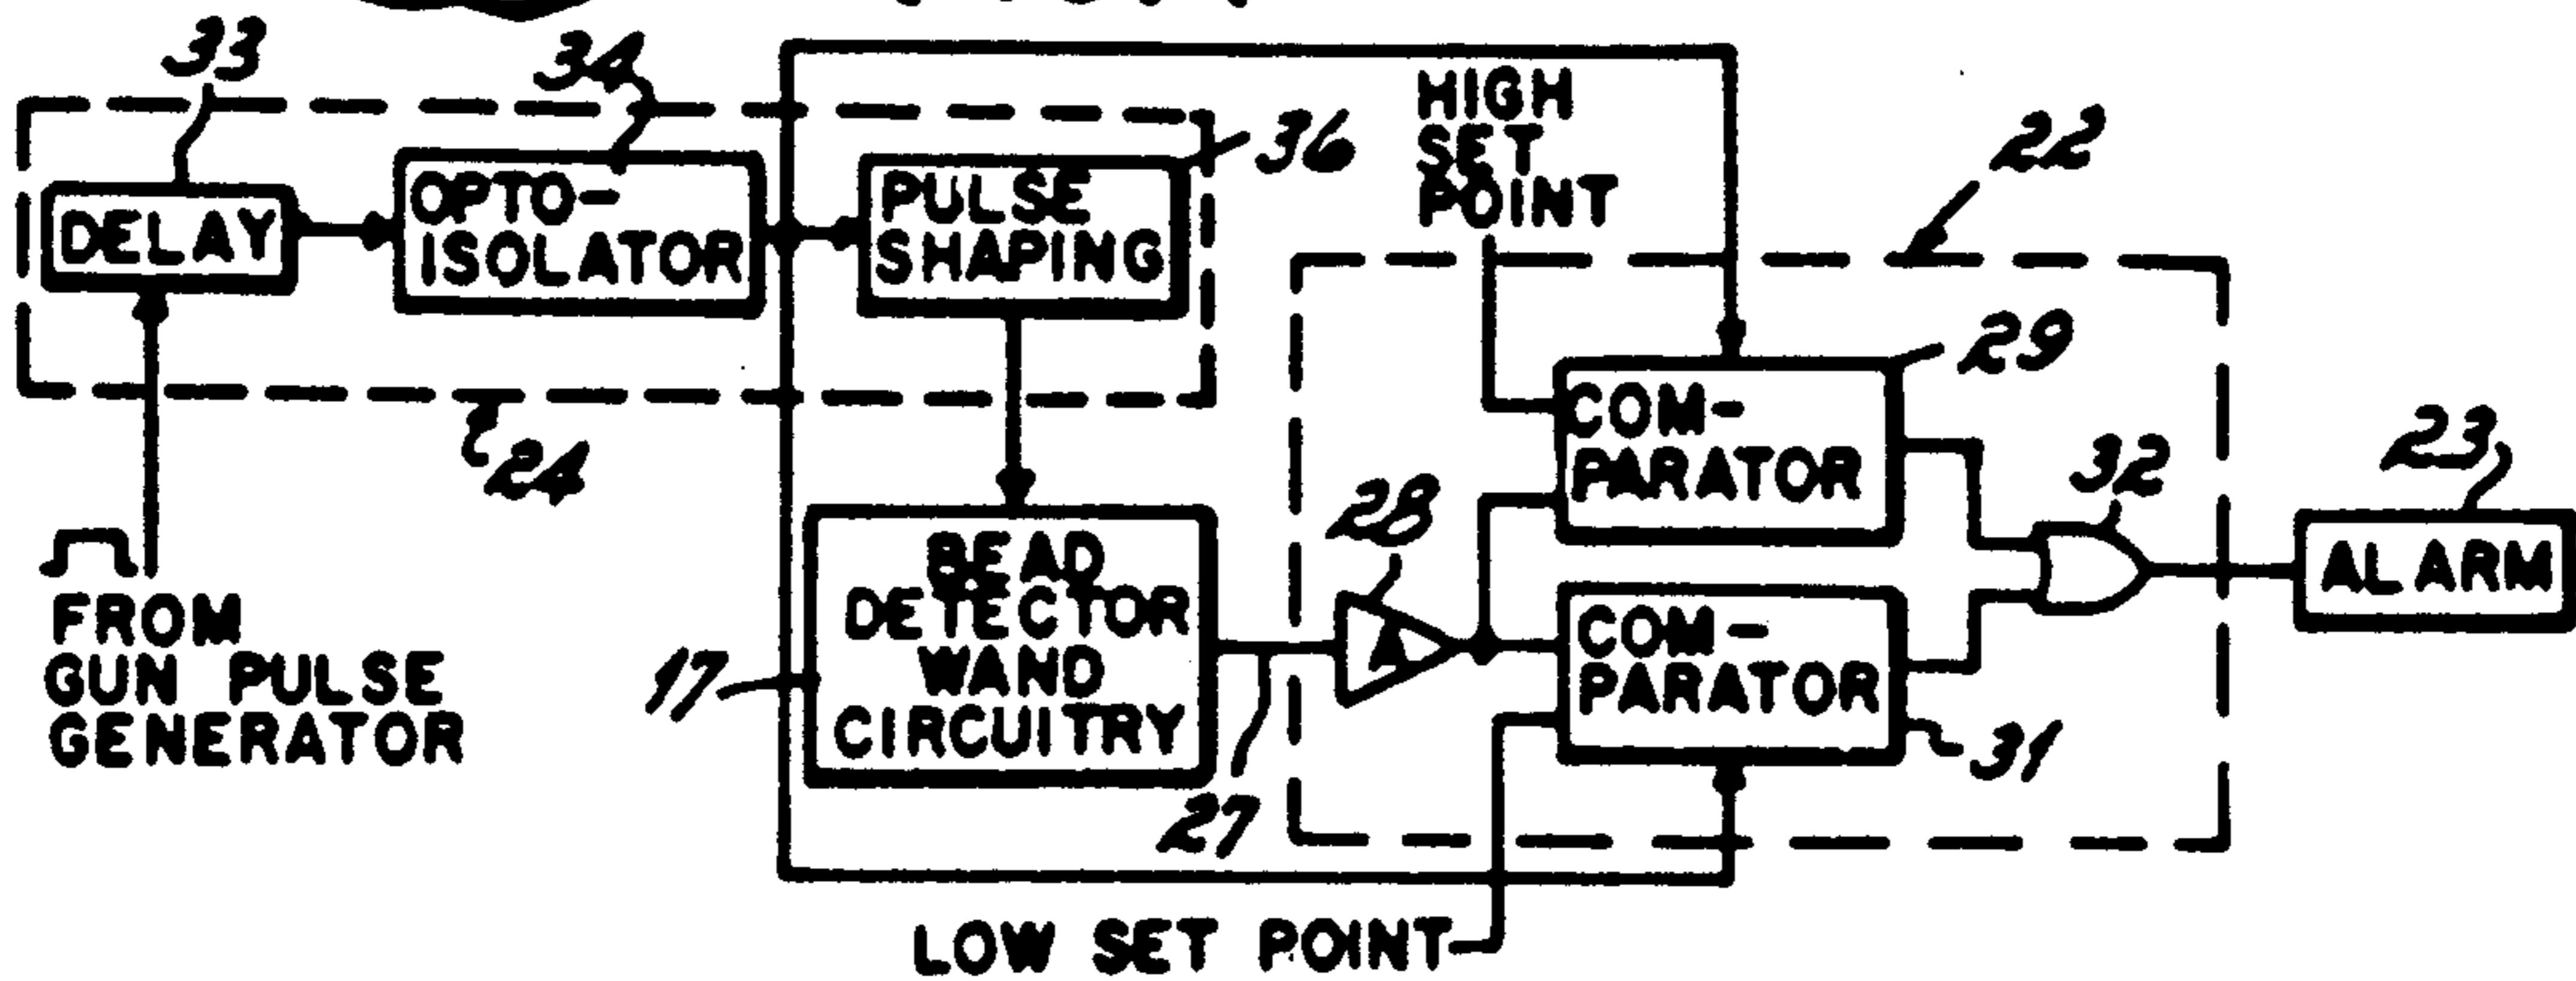 33
34
36
DELAY
OPTO-
ISOLATOR
PULSE
SHAPING
24
FROM
GUN PULSE
GENERATOR
HIGH
SET
POINT
22
29
COM-
PARATOR
17
BEAD
DETECTOR
WAND
CIRCUITRY
27
28
A
COM-
PARATOR
31
32
23
ALARM
LOW SET POINT